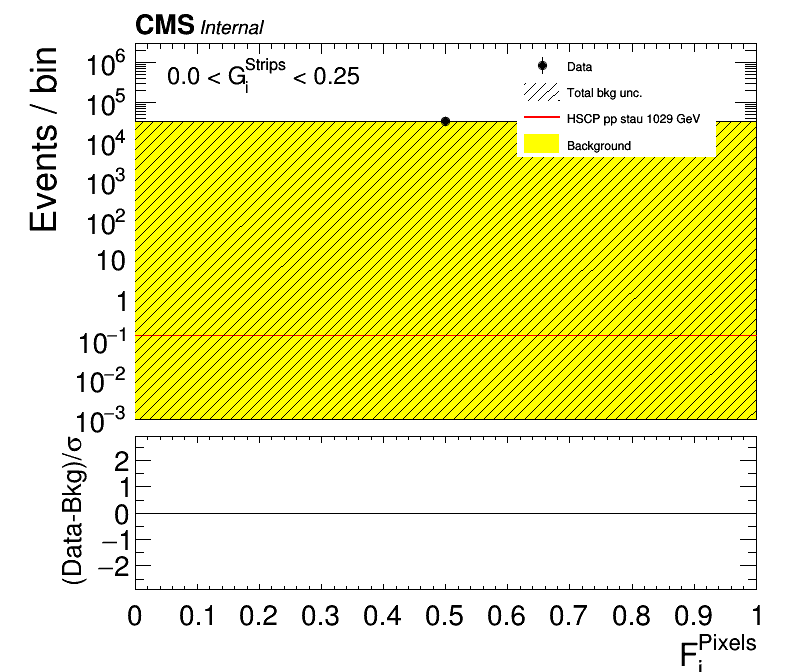 CMS Internal
Events / bin
0.0 < G_i^Strips < 0.25
Data
Total bkg unc.
HSCP pp stau 1029 GeV
Background
10^6
10^5
10^4
10^3
10^2
10
1
10^−1
10^−2
10^−3
(Data-Bkg)/σ
2
1
0
−1
−2
0 0.1 0.2 0.3 0.4 0.5 0.6 0.7 0.8 0.9 1
F_i^Pixels